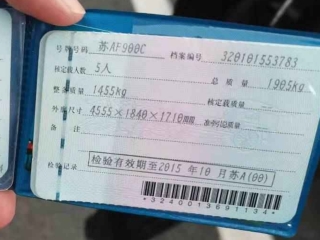 号牌号码 苏AF900C 档案编号 320101553783
核定载人数 5人 总质量 1905kg
整备质量 1455kg 核定载质量 --
外廓尺寸 4555×1840×1710mm 准牵引总质量 --
备注
检验记录 检验有效期至2015年10月苏A(00)
*3240013691134*